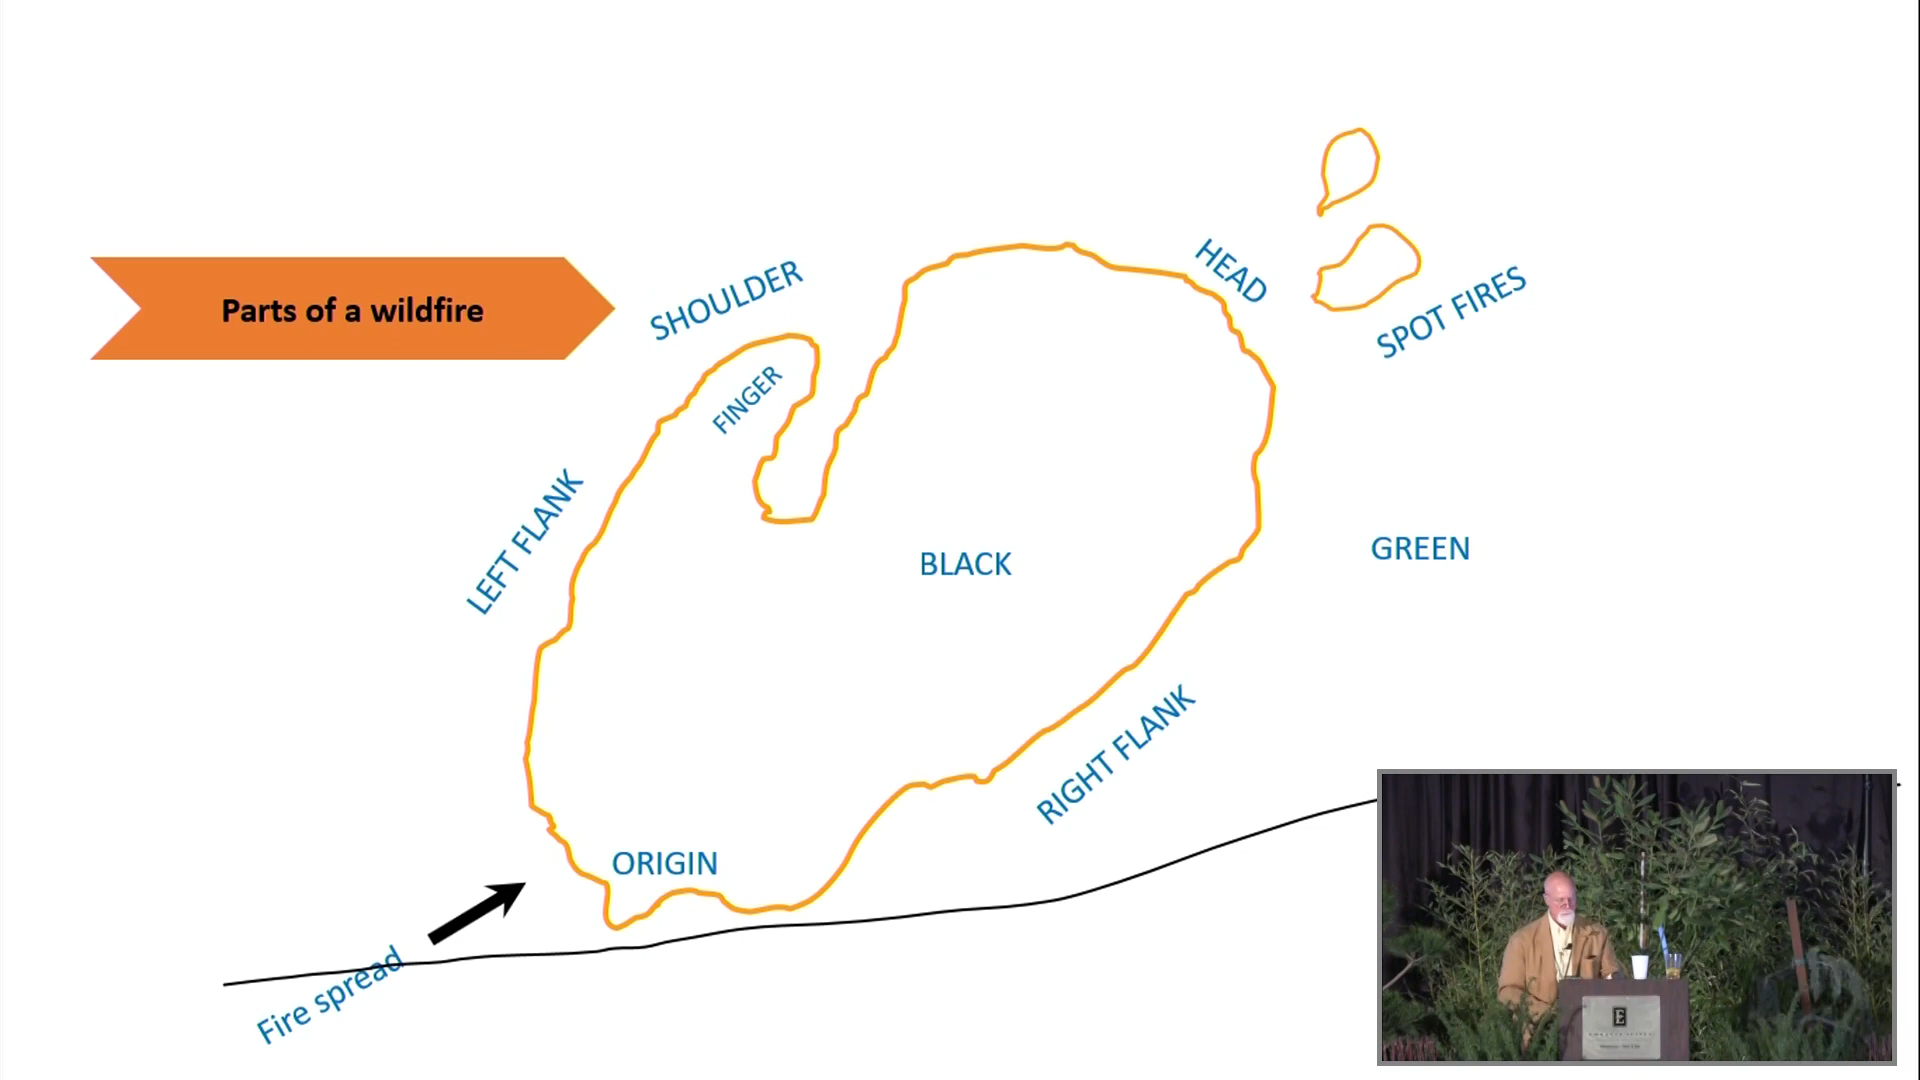 Parts of a wildfire
SHOULDER
HEAD
SPOT FIRES
FINGER
LEFT FLANK
BLACK
GREEN
RIGHT FLANK
ORIGIN
Fire spread
E